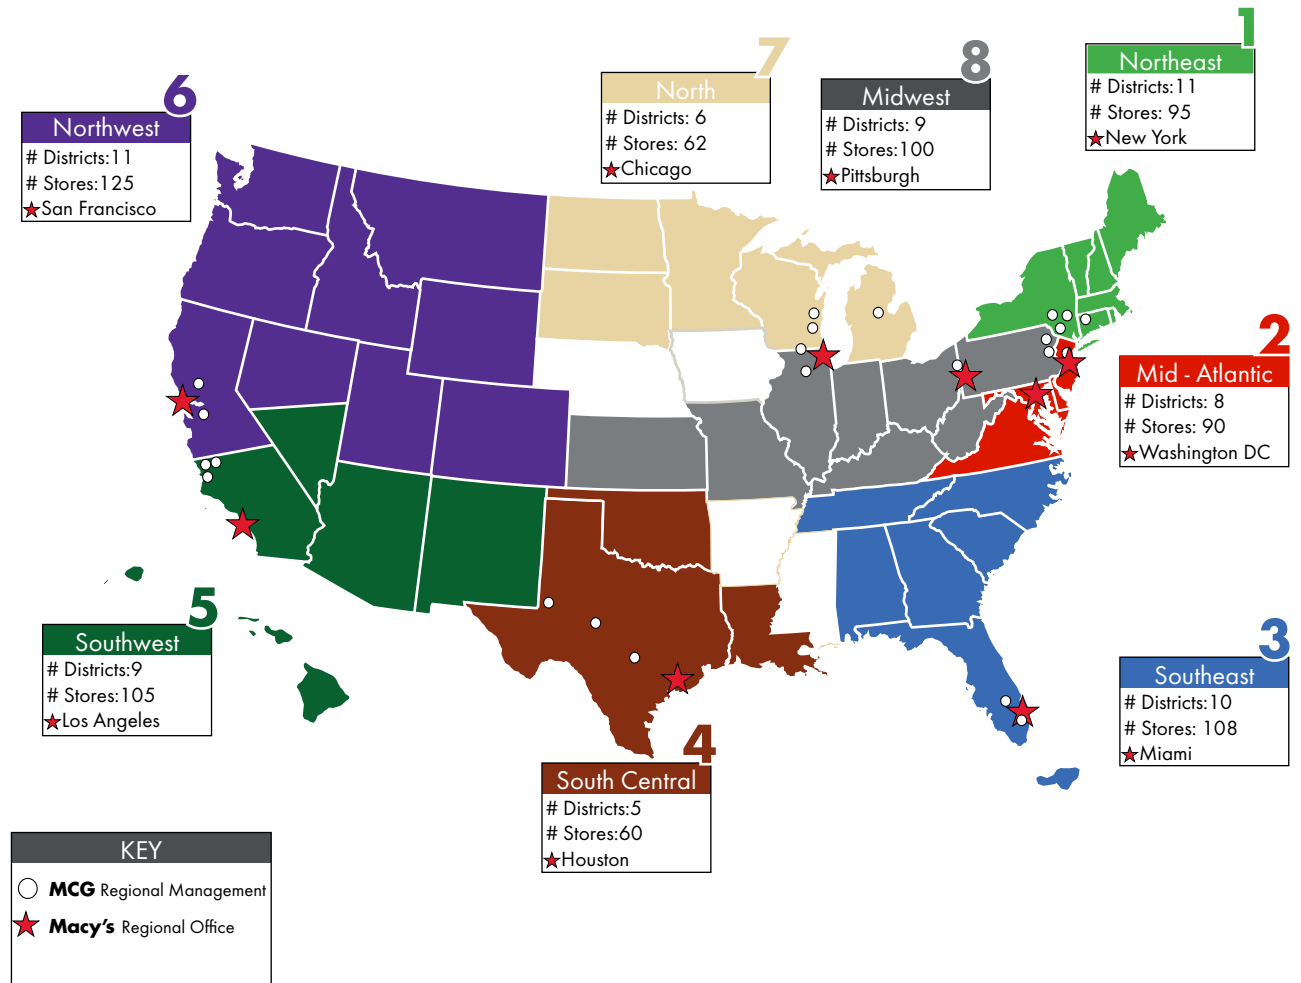 1
Northeast
# Districts:11
# Stores: 95
New York
7
North
# Districts: 6
# Stores: 62
Chicago
8
Midwest
# Districts: 9
# Stores:100
Pittsburgh
6
Northwest
# Districts:11
# Stores:125
San Francisco
2
Mid - Atlantic
# Districts: 8
# Stores: 90
Washington DC
5
Southwest
# Districts:9
# Stores:105
Los Angeles
3
Southeast
# Districts:10
# Stores: 108
Miami
4
South Central
# Districts:5
# Stores:60
Houston
KEY
MCG Regional Management
Macy's Regional Office